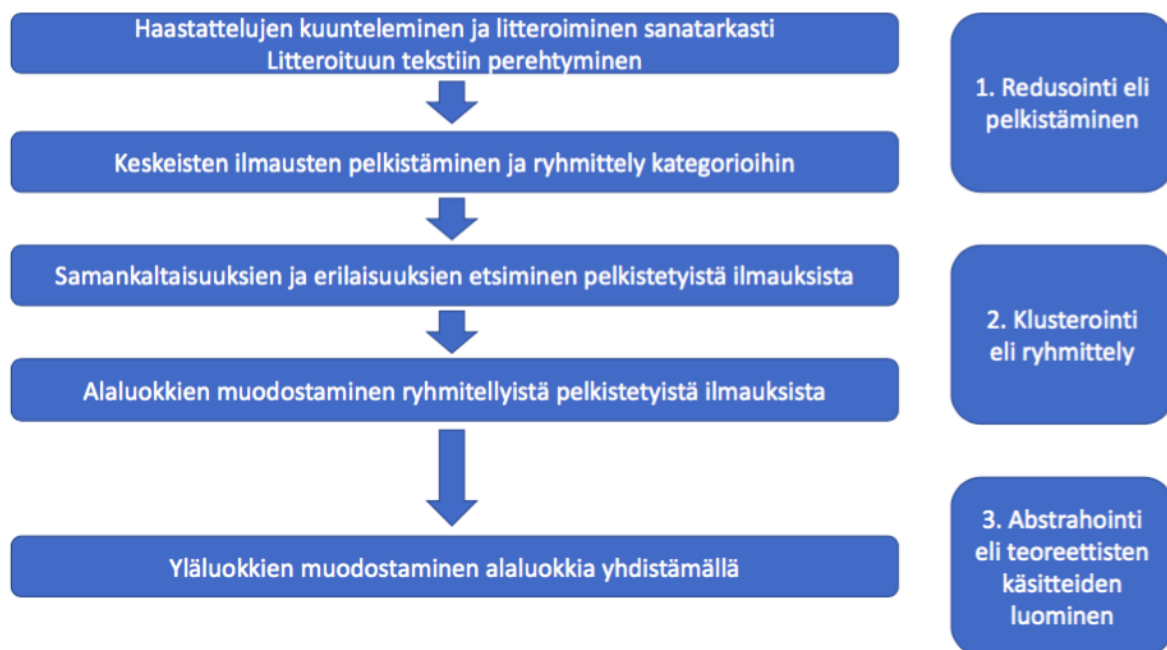 Haastattelujen kuunteleminen ja litteroiminen sanatarkasti
Litteroituun tekstiin perehtyminen
Keskeisten ilmausten pelkistäminen ja ryhmittely kategorioihin
1. Redusointi eli
pelkistäminen
Samankaltaisuuksien ja erilaisuuksien etsiminen pelkistetyistä ilmauksista
Alaluokkien muodostaminen ryhmitellyistä pelkistetyistä ilmauksista
2. Klusterointi
eli ryhmittely
Yläluokkien muodostaminen alaluokkia yhdistämällä
3. Abstrahointi
eli teoreettisten
käsitteiden
luominen